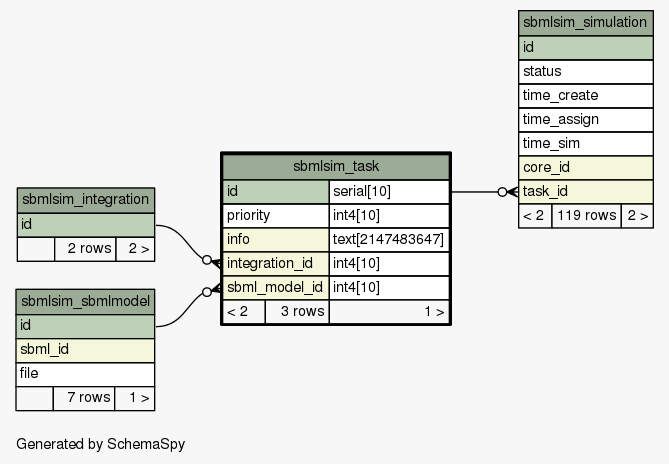 sbmlsim_simulation
id
status
time_create
time_assign
time_sim
core_id
task_id
< 2 119 rows 2 >
sbmlsim_task
id serial[10]
priority int4[10]
info text[2147483647]
integration_id int4[10]
sbml_model_id int4[10]
< 2 3 rows 1 >
sbmlsim_integration
id
2 rows 2 >
sbmlsim_sbmlmodel
id
sbml_id
file
7 rows 1 >
Generated by SchemaSpy